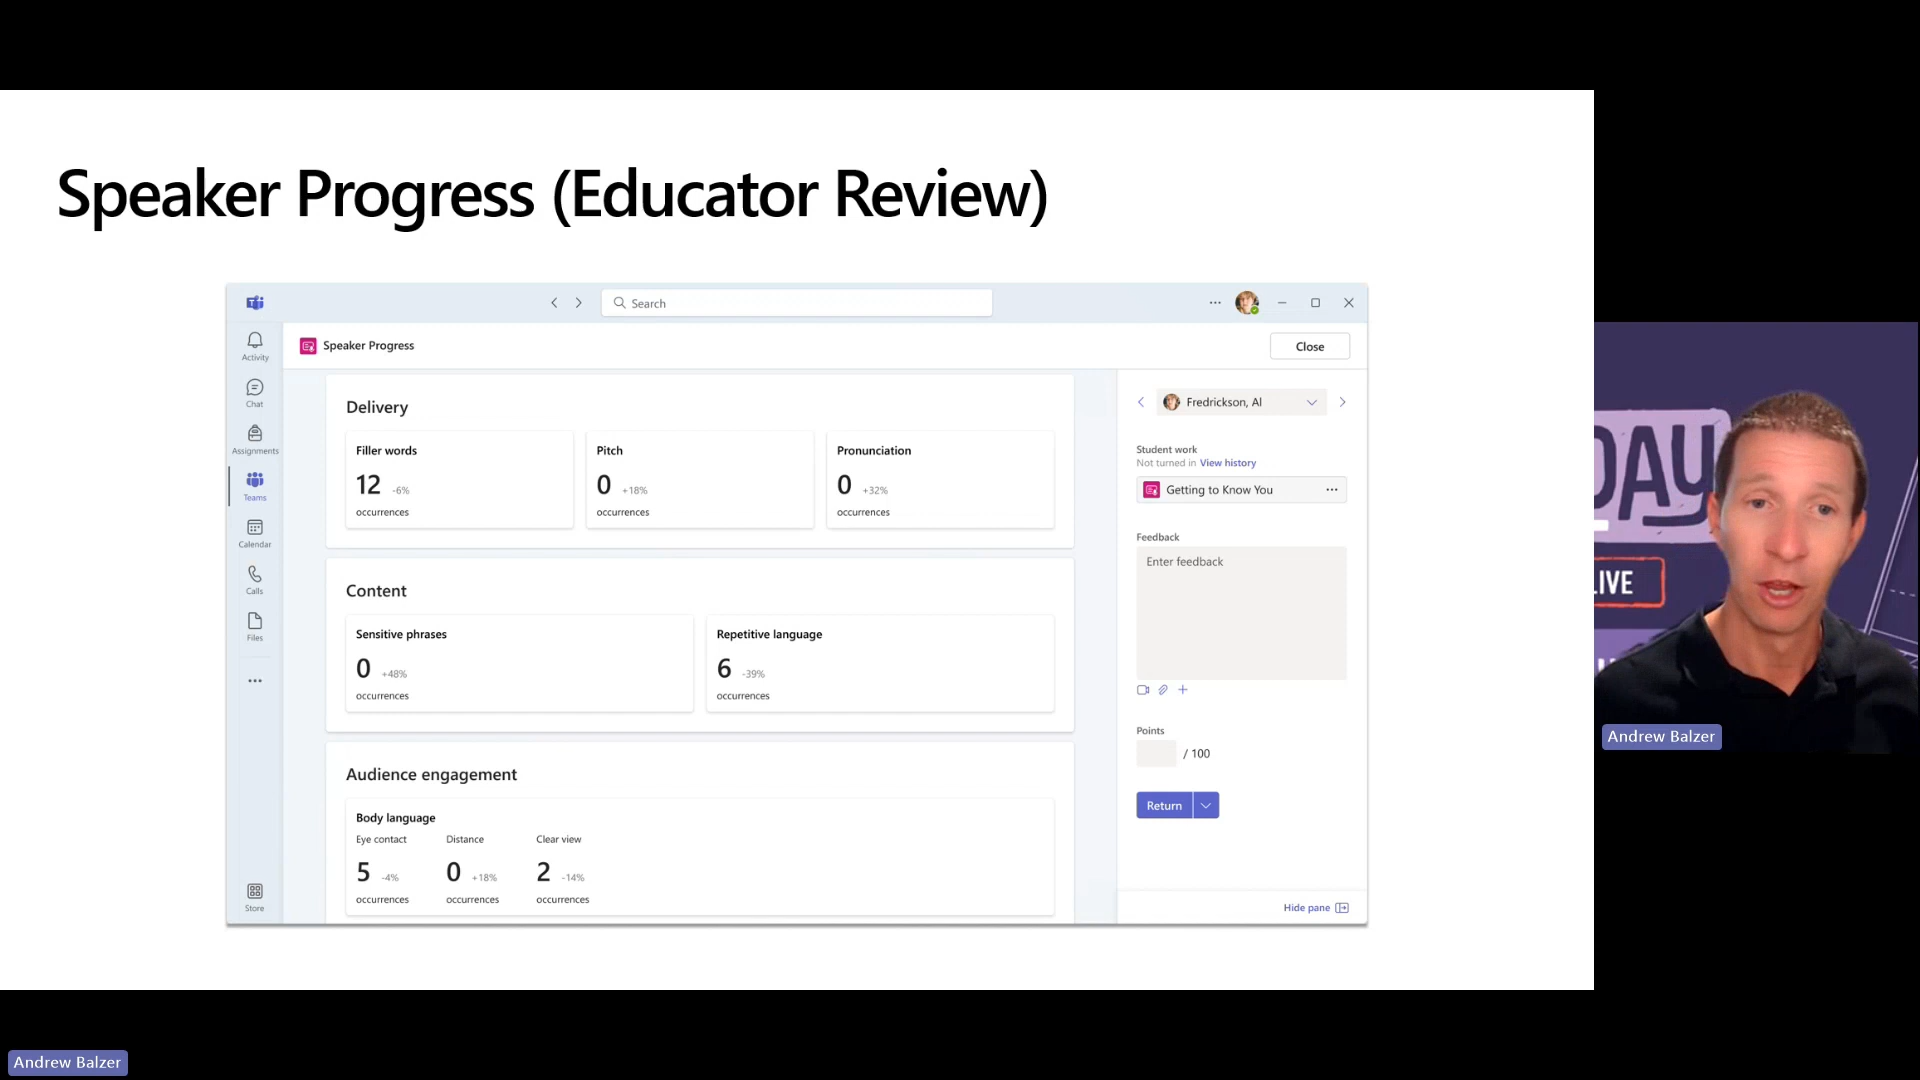 Speaker Progress (Educator Review)
Search
Activity
Chat
Assignments
Teams
Calendar
Calls
Files
Store
Speaker Progress
Close
Delivery
Filler words
12 -6%
occurrences
Pitch
0 +18%
occurrences
Pronunciation
0 +32%
occurrences
Content
Sensitive phrases
0 +48%
occurrences
Repetitive language
6 -39%
occurrences
Audience engagement
Body language
Eye contact
5 -4%
occurrences
Distance
0 +18%
occurrences
Clear view
2 -14%
occurrences
Fredrickson, Al
Student work
Not turned in View history
Getting to Know You
Feedback
Enter feedback
Points
/ 100
Return
Hide pane
DAY
LIVE
Andrew Balzer
Andrew Balzer